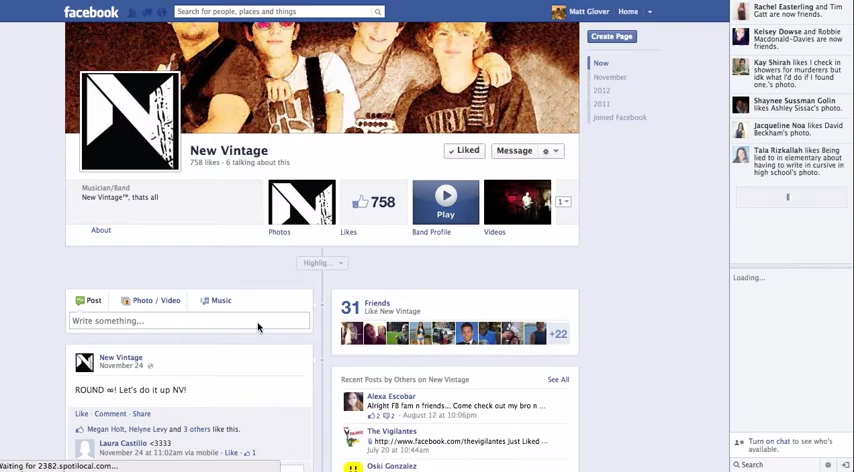 facebook
Search for people, places and things
Matt Glover
Home
Create Page
Now
November
2012
2011
Joined Facebook
New Vintage
758 likes · 6 talking about this
Liked
Message
Musician/Band
New Vintage™, thats all
About
Photos
758
Likes
Play
Band Profile
Videos
1
Highlig...
Post
Photo / Video
Music
Write something...
New Vintage
November 24
ROUND ∞! Let's do it up NV!
Like · Comment · Share
Megan Holt, Helyne Levy and 3 others like this.
Laura Castillo <3333
November 24 at 11:02am via mobile · Like · 1
Waiting for 2382.spotilocal.com...
31
Friends
Like New Vintage
+22
Recent Posts by Others on New Vintage
See All
Alexa Escobar
Alright FB fam n friends... Come check out my bro n ...
2 2 · August 12 at 10:06pm
The Vigilantes
http://www.facebook.com/thevigilantes Just Liked ...
July 20 at 10:44am
Oski Gonzalez
Rachel Easterling and Tim
Gatt are now friends.
Kelsey Dowse and Robbie
Macdonald-Davies are now
friends.
Kay Shirah likes I check in
showers for murderers but
idk what I'd do if I found
one.'s photo.
Shaynee Sussman Golin
likes Ashley Sissac's photo.
Jacqueline Noa likes David
Beckham's photo.
Tala Rizkallah likes Being
lied to in elementary about
having to write in cursive in
high school's photo.
Loading...
Turn on chat to see who's
available.
Search